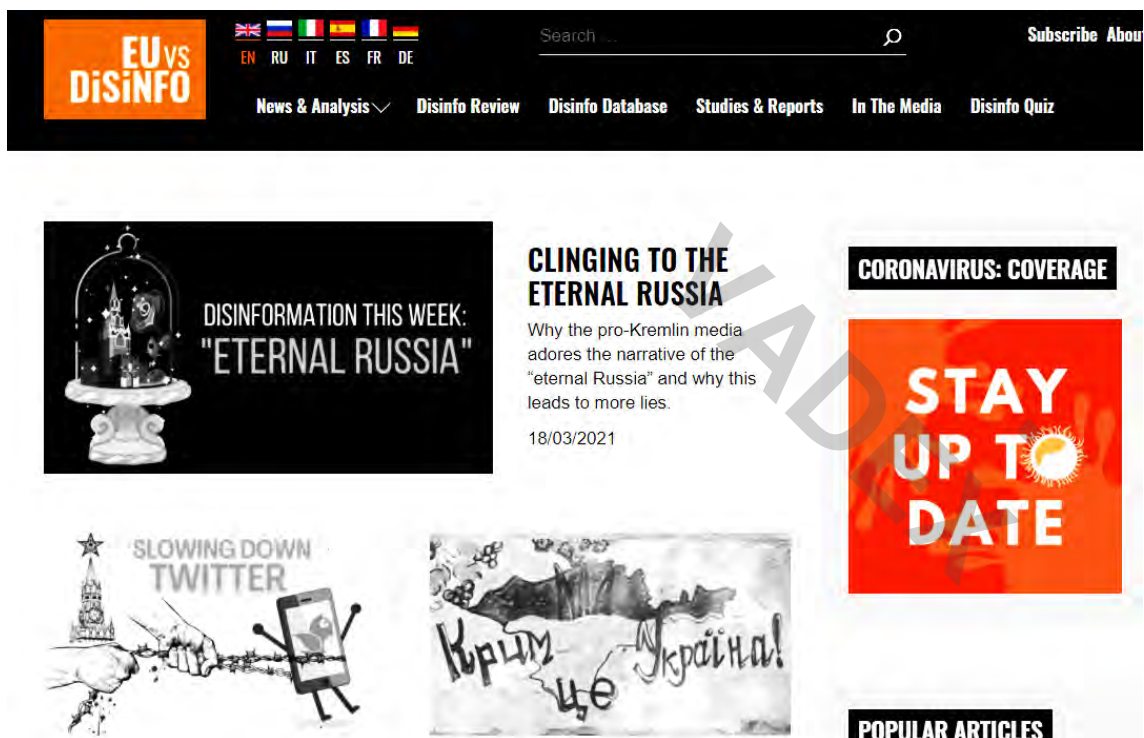 EU VS
DiSiNFO
EN RU IT ES FR DE
Search ...
Subscribe About
News & Analysis Disinfo Review Disinfo Database Studies & Reports In The Media Disinfo Quiz
DISINFORMATION THIS WEEK:
"ETERNAL RUSSIA"
CLINGING TO THE
ETERNAL RUSSIA
Why the pro-Kremlin media
adores the narrative of the
“eternal Russia” and why this
leads to more lies.
18/03/2021
CORONAVIRUS: COVERAGE
STAY
UP TO
DATE
SLOWING DOWN
TWITTER
Крим
це
Україна!
POPULAR ARTICLES
VADEX